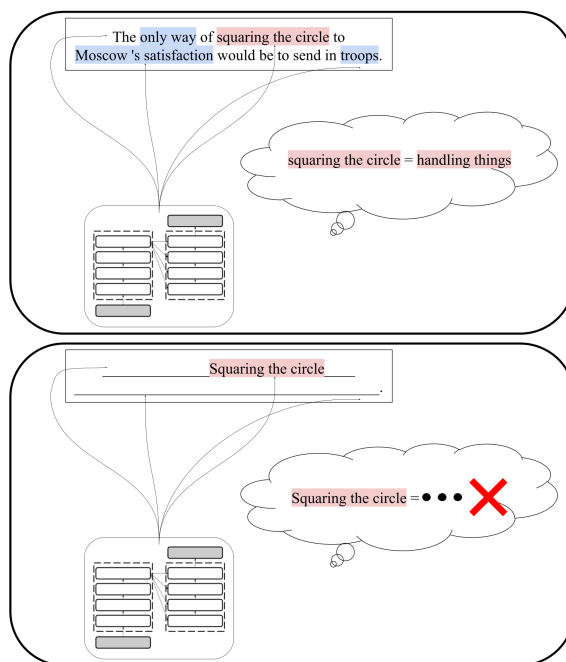 The only way of squaring the circle to
Moscow 's satisfaction would be to send in troops.
squaring the circle = handling things
Squaring the circle
.
Squaring the circle = ●●●